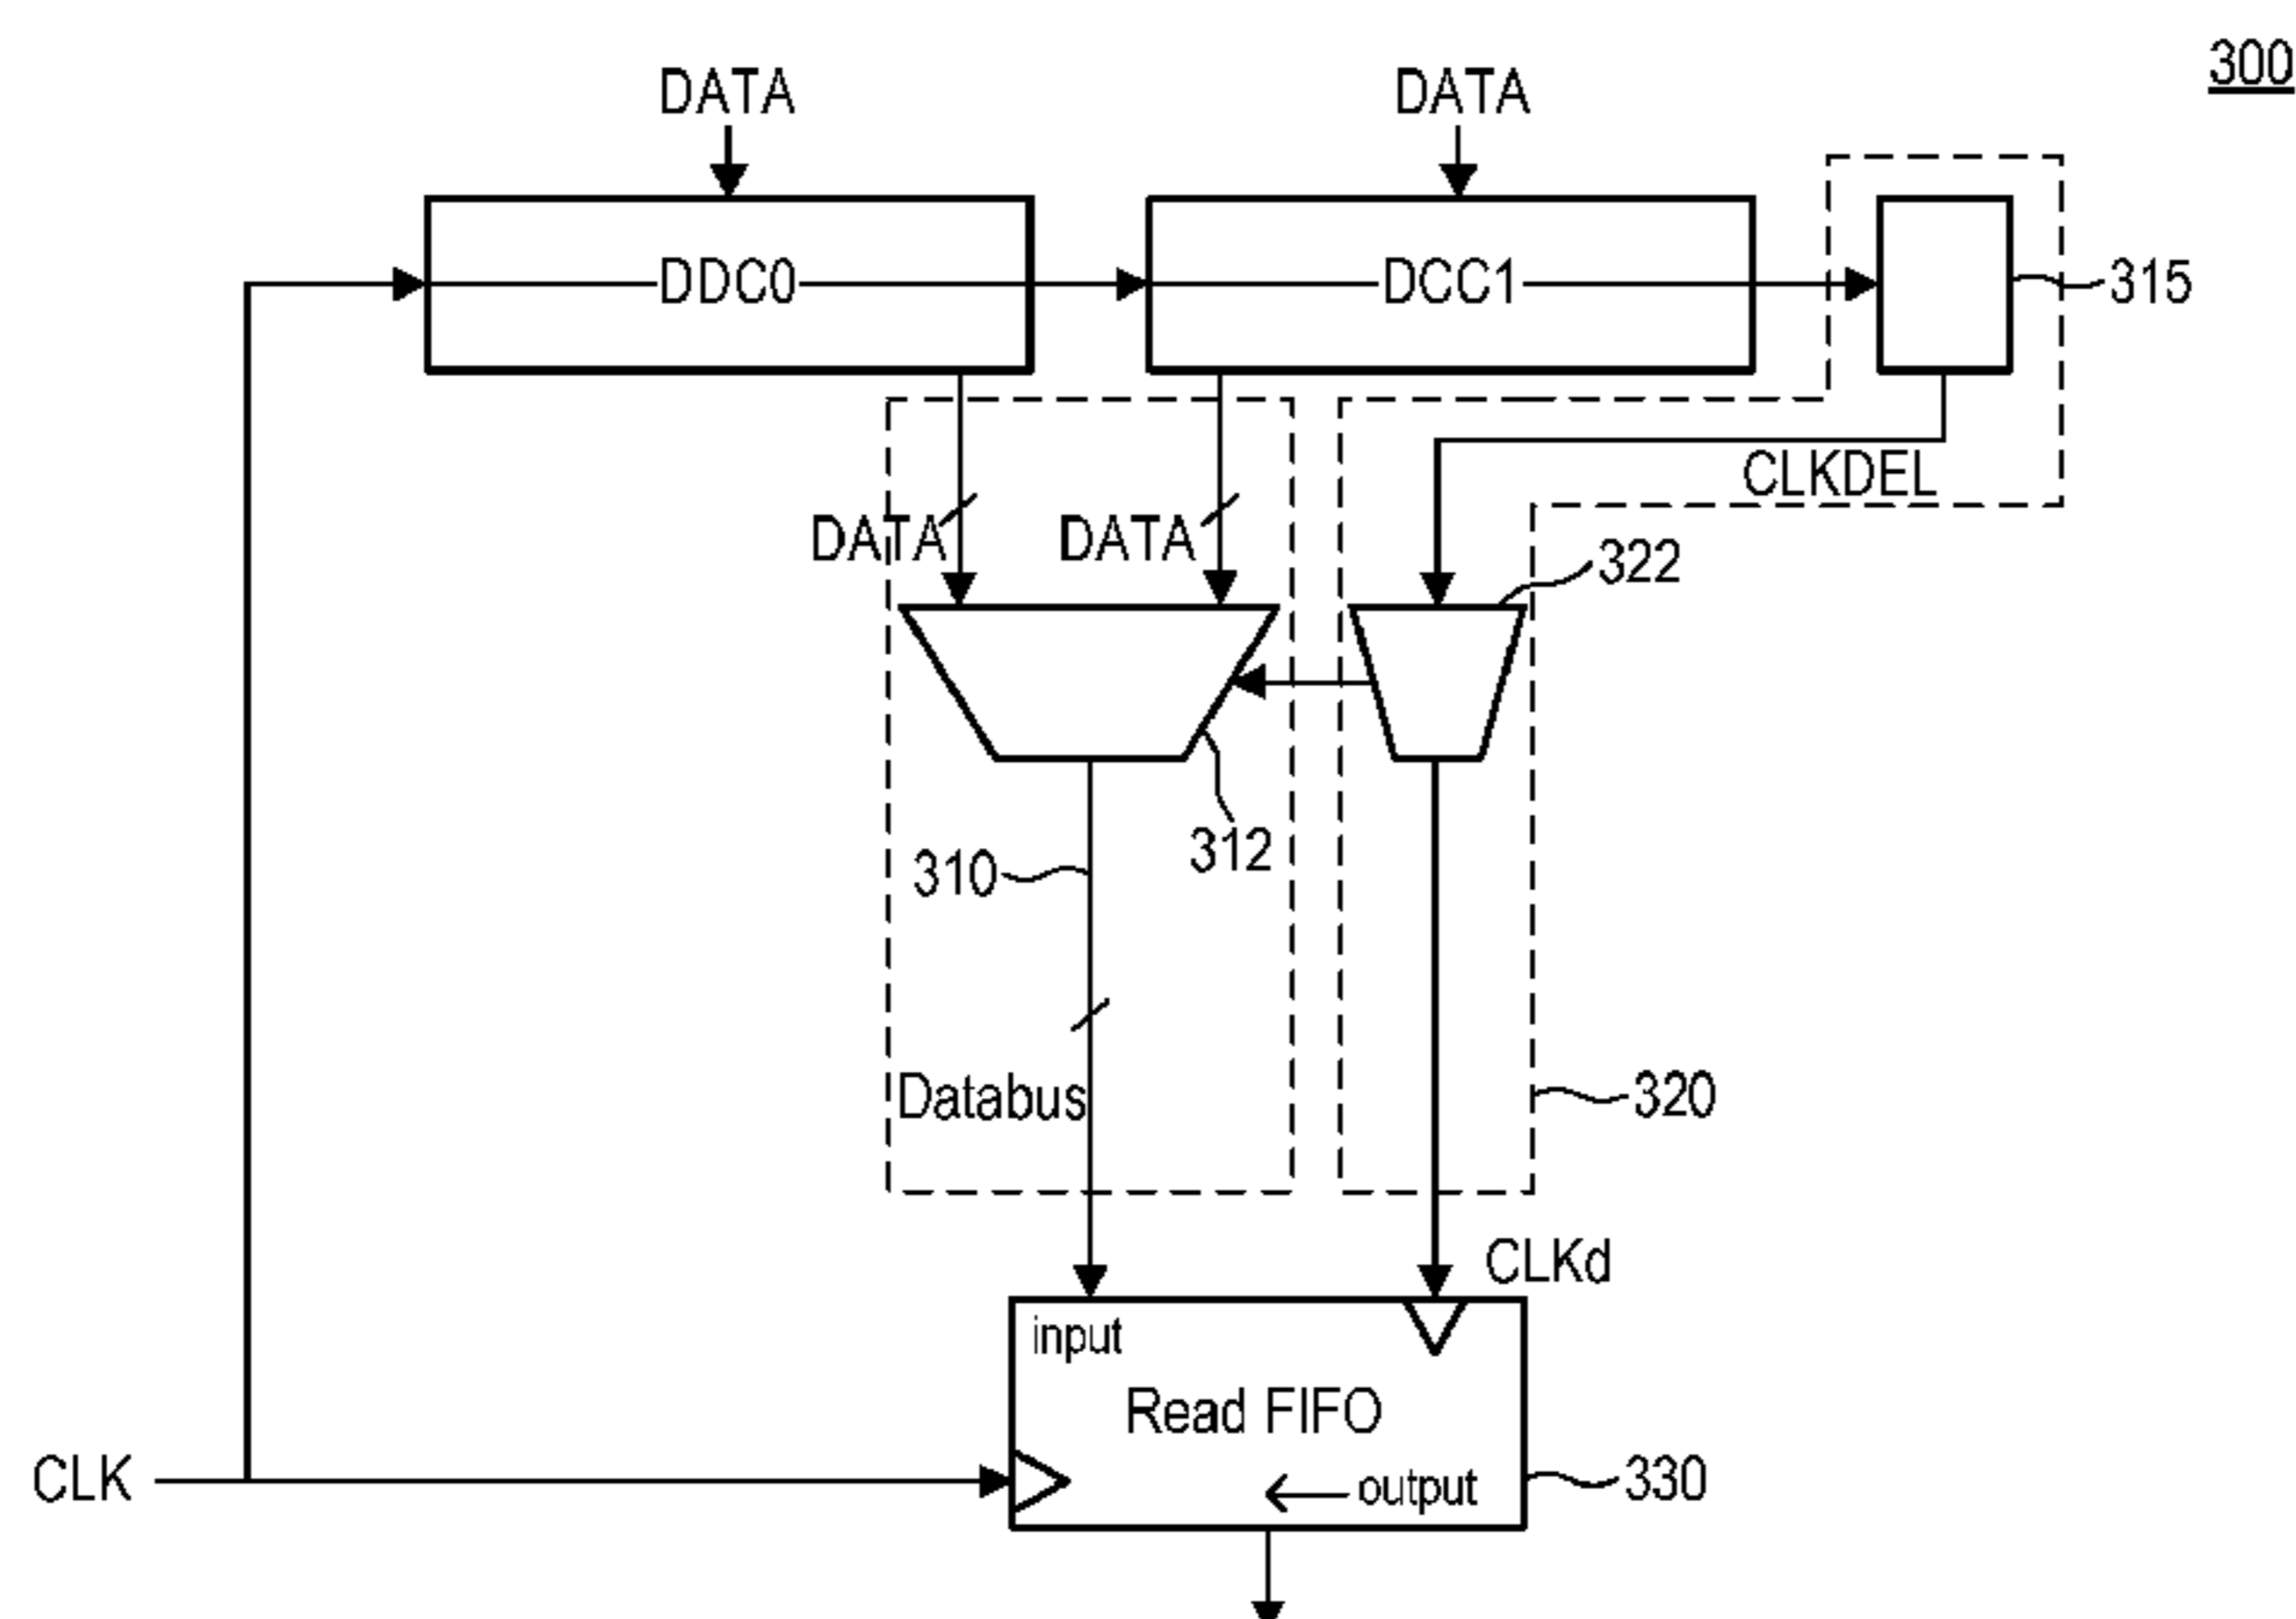 300
DATA
DATA
DDC0
DCC1
315
CLKDEL
DATA
DATA
322
312
310
Databus
320
CLKd
input
Read FIFO
CLK
output
330